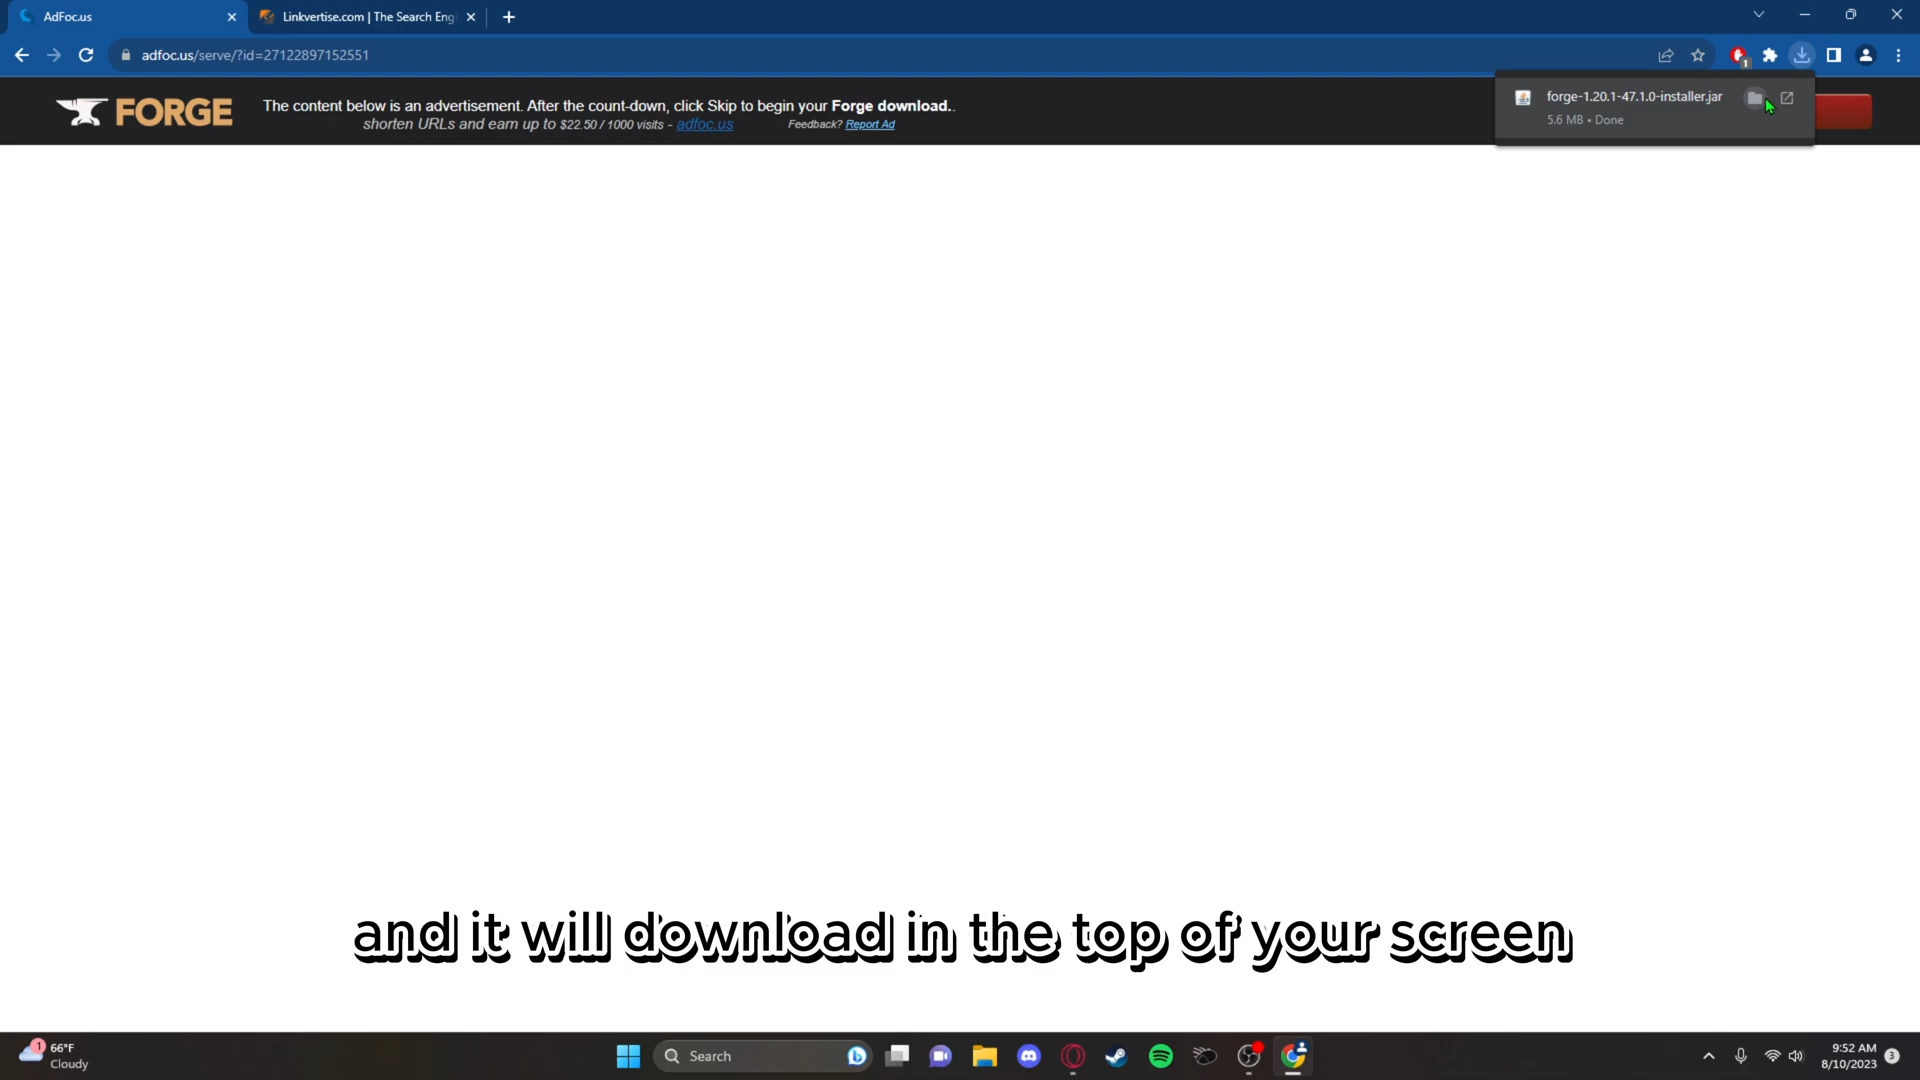 AdFoc.us
Linkvertise.com | The Search Eng
adfoc.us/serve/?id=27122897152551
1
FORGE
The content below is an advertisement. After the count-down, click Skip to begin your Forge download..
shorten URLs and earn up to $22.50 / 1000 visits - adfoc.us
Feedback? Report Ad
forge-1.20.1-47.1.0-installer.jar
5.6 MB • Done
and it will download in the top of your screen
1
66°F
Cloudy
Search
9:52 AM
8/10/2023
3